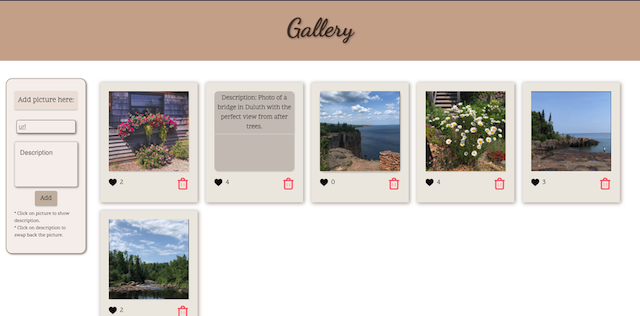 Gallery
Add picture here:
url
Description
Add
* Click on picture to show
description.
* Click on description to
swap back the picture.
2
Description: Photo of a
bridge in Duluth with the
perfect view from after
trees.
4
0
4
3
2